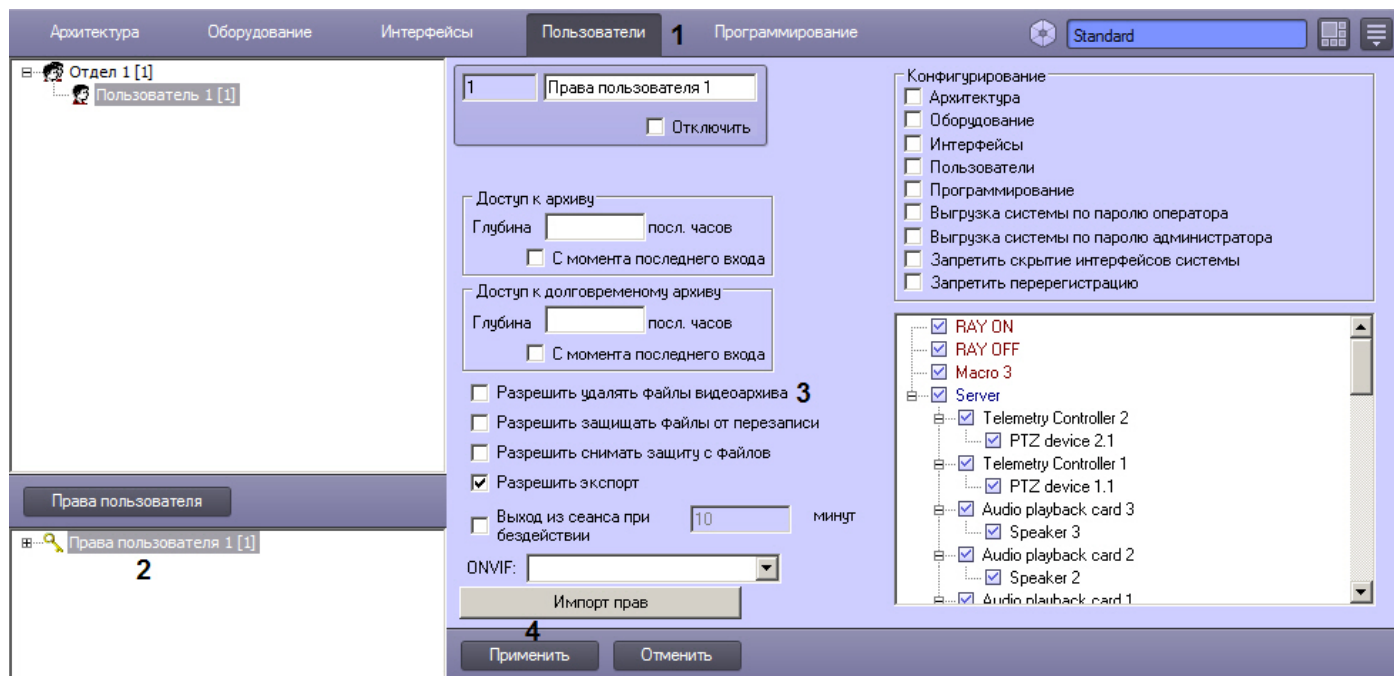 Архитектура Оборудование Интерфейсы Пользователи 1 Программирование Standard
Отдел 1 [1]
Пользователь 1 [1]
1 Права пользователя 1
Отключить
Доступ к архиву
Глубина посл. часов
С момента последнего входа
Доступ к долговременому архиву
Глубина посл. часов
С момента последнего входа
Разрешить удалять файлы видеоархива 3
Разрешить защищать файлы от перезаписи
Разрешить снимать защиту с файлов
Разрешить экспорт
Выход из сеанса при бездействии 10 минут
ONVIF:
Импорт прав
4
Применить Отменить
Права пользователя
Права пользователя 1 [1]
2
Конфигурирование
Архитектура
Оборудование
Интерфейсы
Пользователи
Программирование
Выгрузка системы по паролю оператора
Выгрузка системы по паролю администратора
Запретить скрытие интерфейсов системы
Запретить перерегистрацию
RAY ON
RAY OFF
Macro 3
Server
Telemetry Controller 2
PTZ device 2.1
Telemetry Controller 1
PTZ device 1.1
Audio playback card 3
Speaker 3
Audio playback card 2
Speaker 2
Audio playback card 1